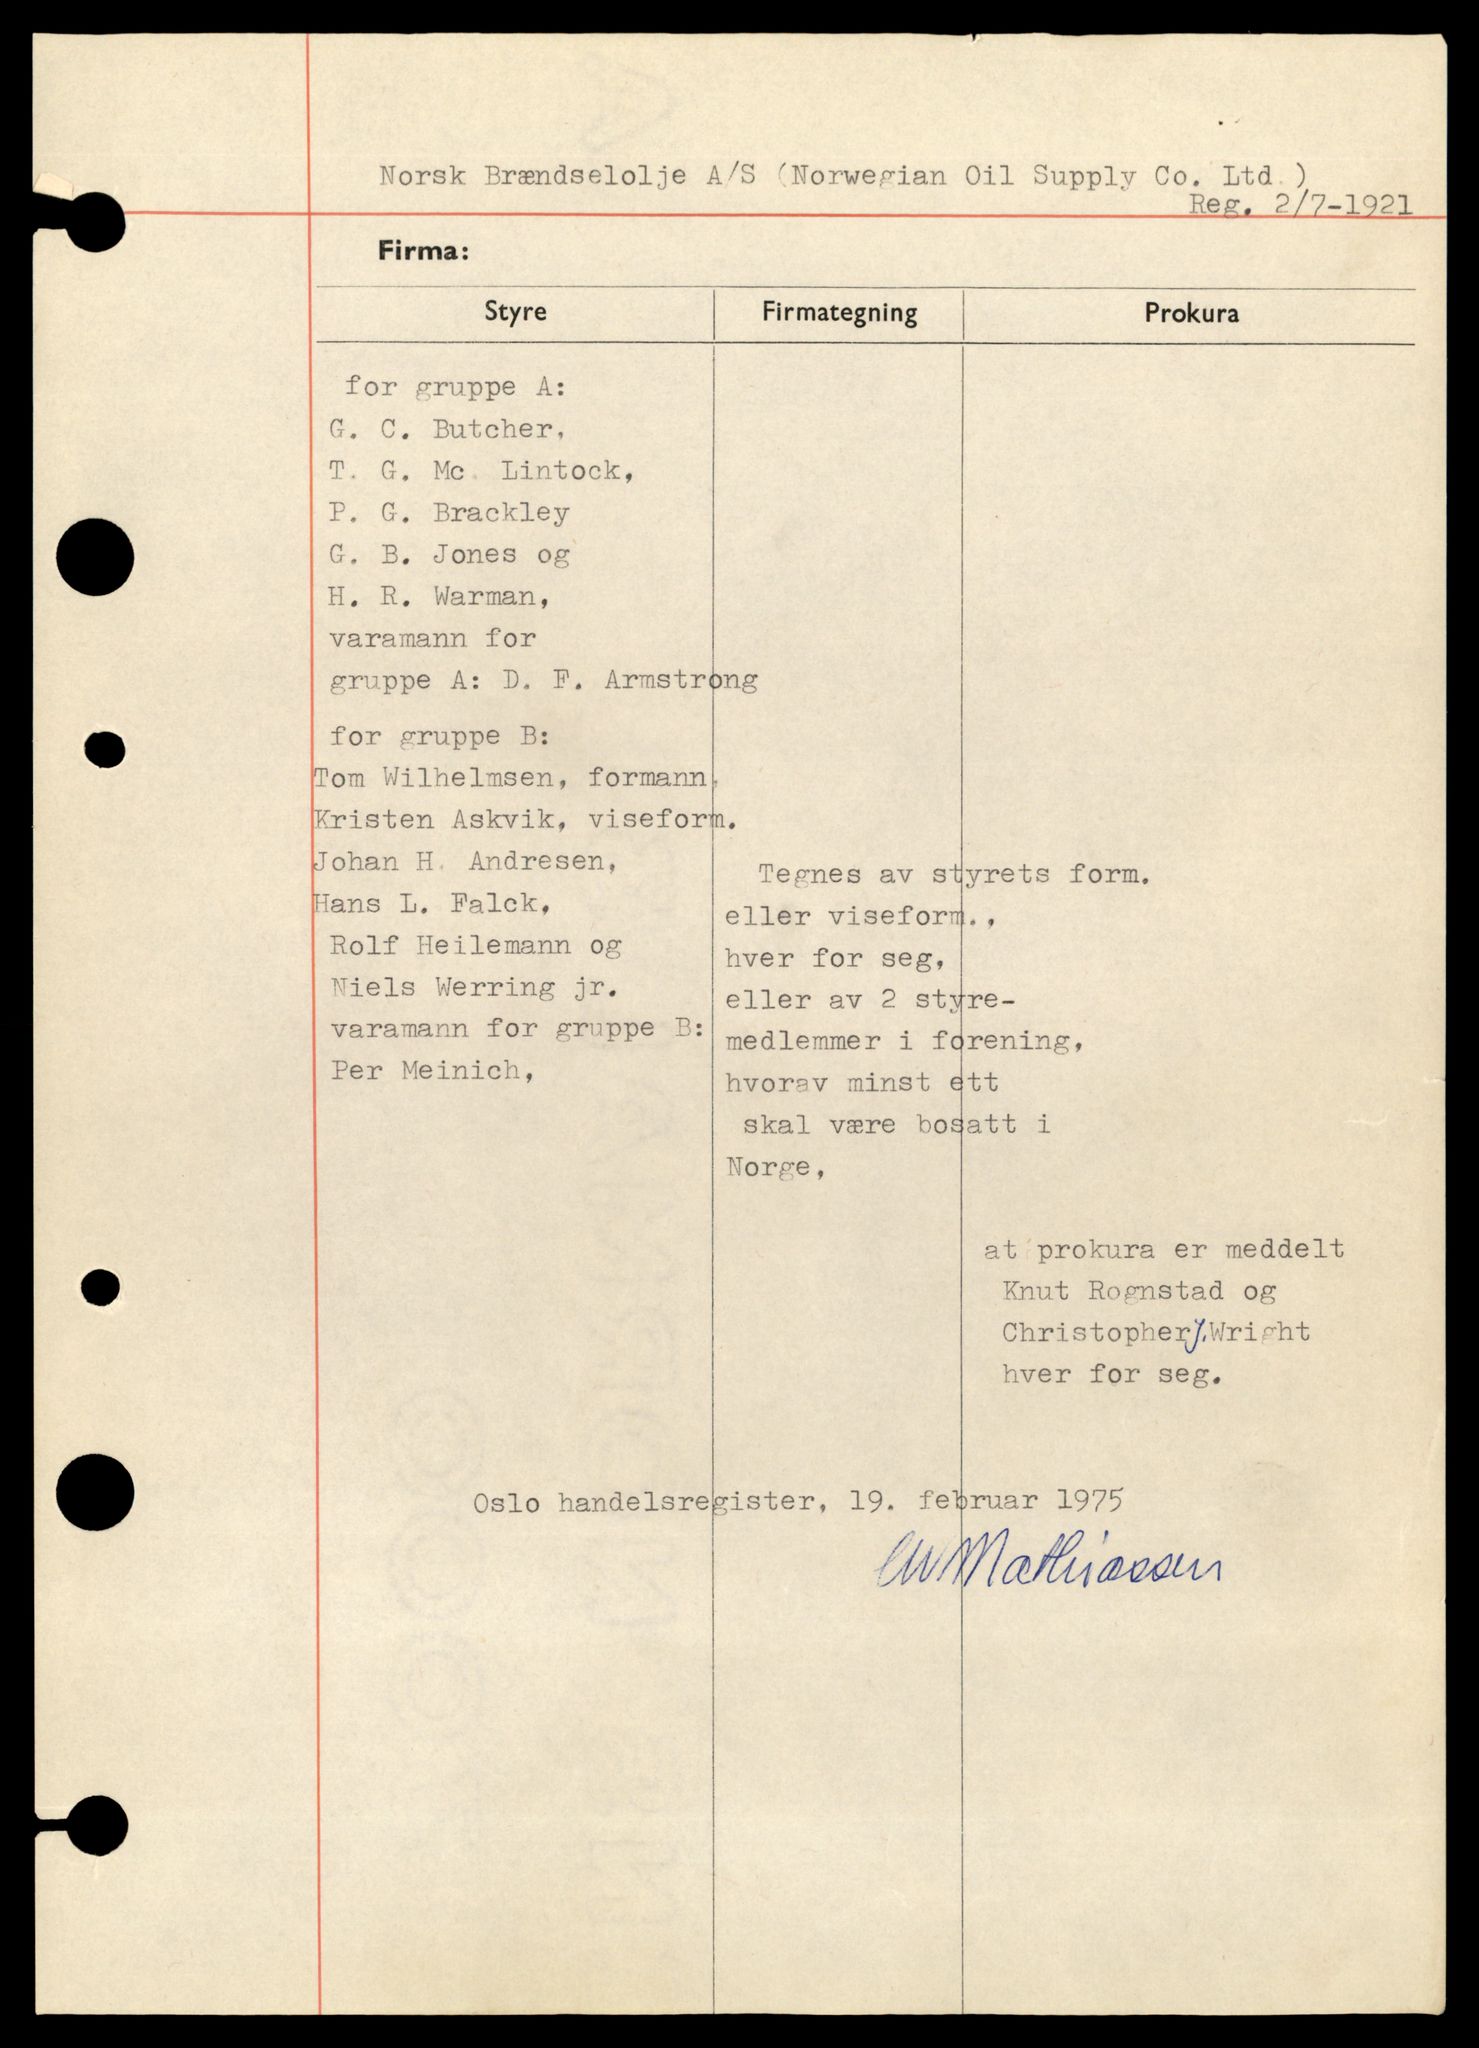 Norsk Brændselolje A/S (Norwegian Oil Supply Co. Ltd.)
Reg. 2/7-1921
Firma:
Styre
Firmategning
Prokura
for gruppe A:
G. C. Butcher,
T. G. Mc. Lintock,
P. G. Brackley
G. B. Jones og
H. R. Warman,
varamann for
gruppe A: D. F. Armstrong
for gruppe B:
Tom Wilhelmsen, formann,
Kristen Askvik, viseform.
Johan H. Andresen,
Hans L. Falck,
Rolf Heilemann og
Niels Werring jr.
varamann for gruppe B:
Per Meinich,
Tegnes av styrets form.
eller viseform.,
hver for seg,
eller av 2 styre-
medlemmer i forening,
hvorav minst ett
skal være bosatt i
Norge,
at prokura er meddelt
Knut Rognstad og
Christopher J. Wright
hver for seg.
Oslo handelsregister, 19. februar 1975
Mathiassen